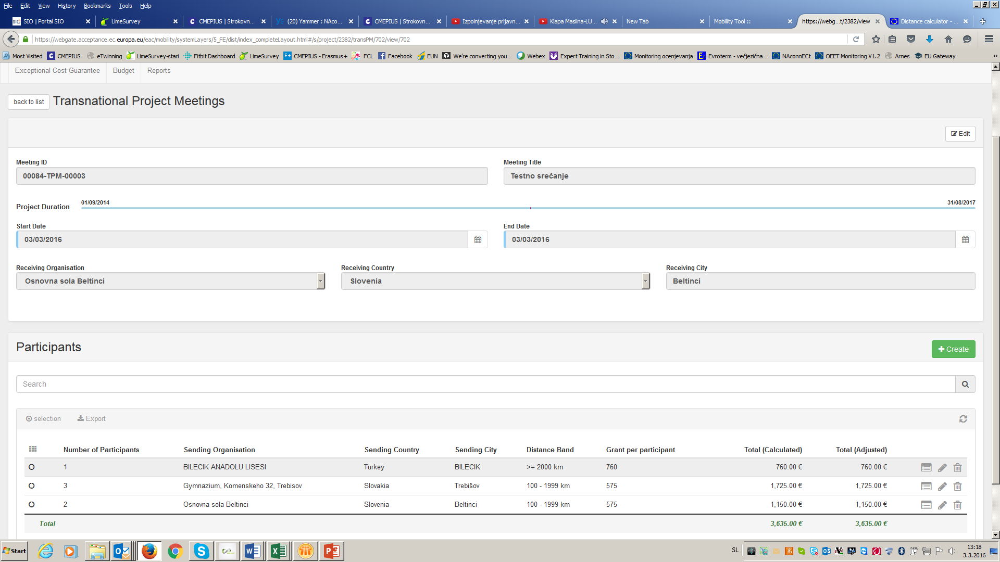 File Edit View History Bookmarks Tools Help
SIO | Portal SIO
LimeSurvey
CMEPIUS | Strokovn...
(20) Yammer : NAco...
CMEPIUS | Strokovn...
Izpolnjevanje prijavn...
Klapa Maslina-LU...
New Tab
Mobility Tool ::
https://webg...t/2382/view
Distance calculator - ...
https://webgate.acceptance.ec.europa.eu/eac/mobility/systemLayers/5_FE/dist/index_completeLayout.html#/s/project/2382/transPM/702/view/702
Most Visited CMEPIUS eTwinning LimeSurvey-stari Fitbit Dashboard LimeSurvey CMEPIUS - Erasmus+ FCL Facebook EUN We're converting you... Webex Expert Training in Sto... Monitoring ocenjevanja Evroterm - večjezična... NAconnECt OEET Monitoring V1.2 Arnes EU Gateway
Exceptional Cost Guarantee Budget Reports
back to list Transnational Project Meetings
Edit
Meeting ID Meeting Title
00084-TPM-00003 Testno srečanje
01/09/2014 31/08/2017
Project Duration
Start Date End Date
03/03/2016 03/03/2016
Receiving Organisation Receiving Country Receiving City
Osnovna sola Beltinci Slovenia Beltinci
Participants
Create
Search
selection Export
Number of Participants Sending Organisation Sending Country Sending City Distance Band Grant per participant Total (Calculated) Total (Adjusted)
1 BILECIK ANADOLU LISESI Turkey BILECIK >= 2000 km 760 760.00 € 760.00 €
3 Gymnazium, Komenskeho 32, Trebisov Slovakia Trebišov 100 - 1999 km 575 1,725.00 € 1,725.00 €
2 Osnovna sola Beltinci Slovenia Beltinci 100 - 1999 km 575 1,150.00 € 1,150.00 €
Total 3,635.00 € 3,635.00 €
Start SL 13:18
3.3.2016